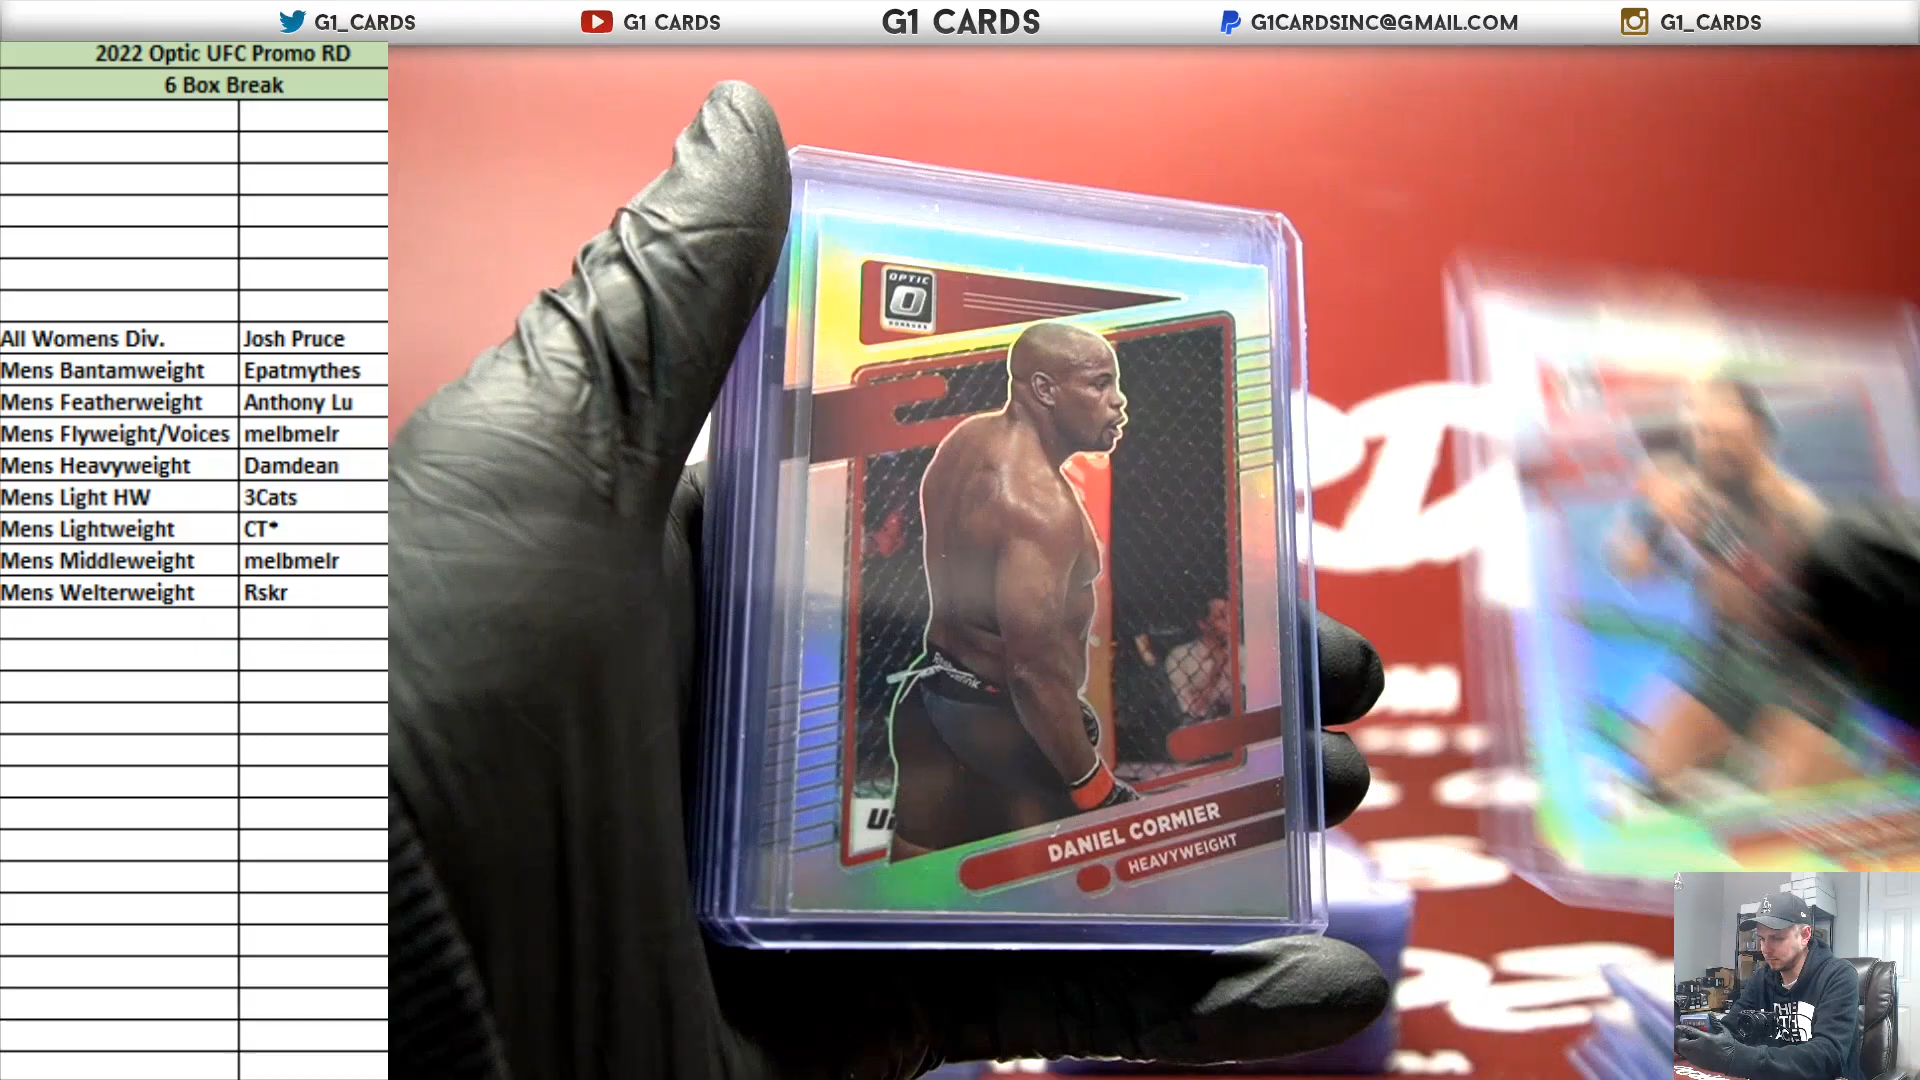 G1_CARDS
G1 CARDS
G1 CARDS
G1CARDSINC@GMAIL.COM
G1_CARDS
2022 Optic UFC Promo RD
6 Box Break
All Womens Div. Josh Pruce
Mens Bantamweight Epatmythes
Mens Featherweight Anthony Lu
Mens Flyweight/Voices melbmelr
Mens Heavyweight Damdean
Mens Light HW 3Cats
Mens Lightweight CT*
Mens Middleweight melbmelr
Mens Welterweight Rskr
OPTIC
O
DONRUSS
DANIEL CORMIER
HEAVYWEIGHT